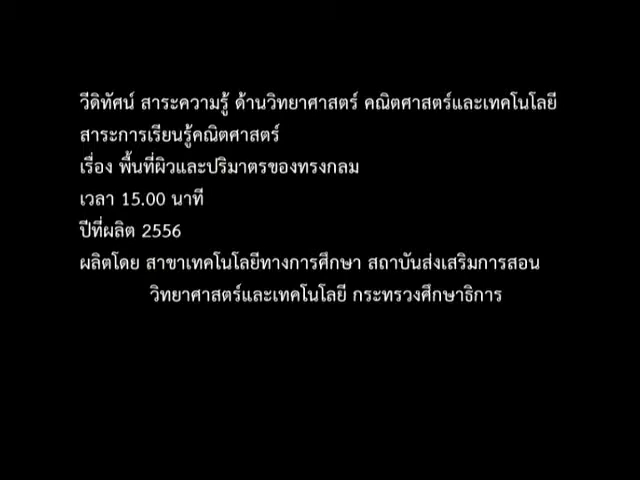 วีดิทัศน์ สาระความรู้ ด้านวิทยาศาสตร์ คณิตศาสตร์และเทคโนโลยี
สาระการเรียนรู้คณิตศาสตร์
เรื่อง พื้นที่ผิวและปริมาตรของทรงกลม
เวลา 15.00 นาที
ปีที่ผลิต 2556
ผลิตโดย สาขาเทคโนโลยีทางการศึกษา สถาบันส่งเสริมการสอน
วิทยาศาสตร์และเทคโนโลยี กระทรวงศึกษาธิการ